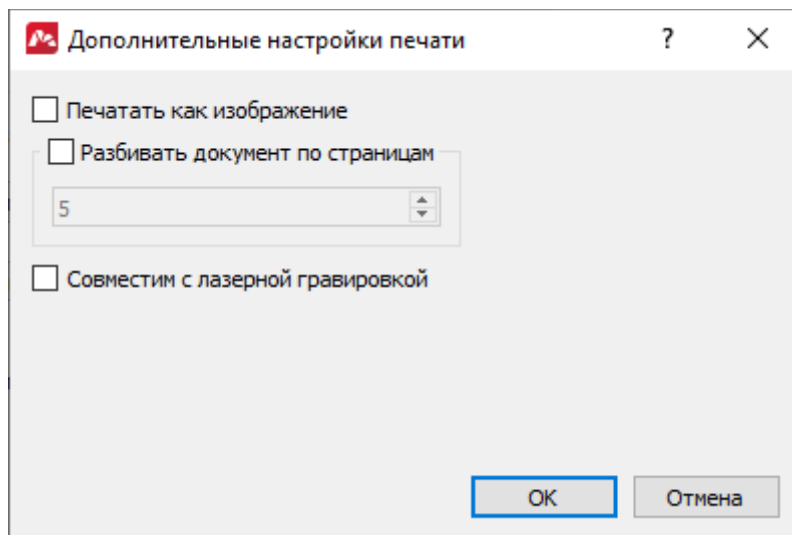 Дополнительные настройки печати
?
Печатать как изображение
Разбивать документ по страницам
5
Совместим с лазерной гравировкой
OK
Отмена